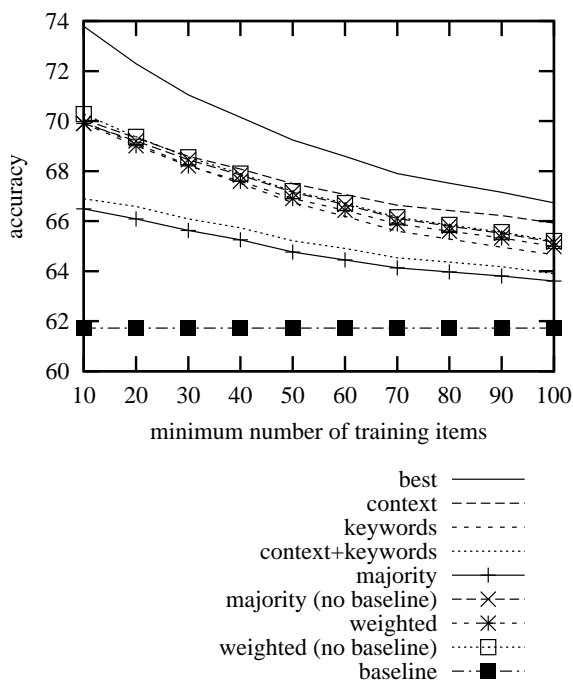 74
72
70
68
66
64
62
60
accuracy
10 20 30 40 50 60 70 80 90 100
minimum number of training items
best
context
keywords
context+keywords
majority
majority (no baseline)
weighted
weighted (no baseline)
baseline